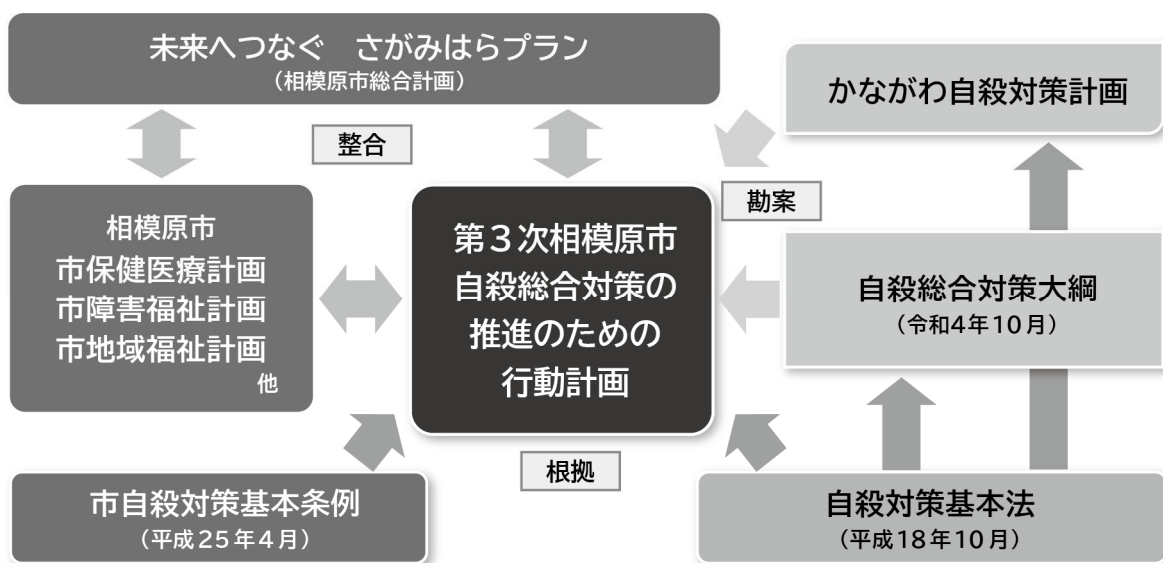 未来へつなぐ　さがみはらプラン
（相模原市総合計画）
かながわ自殺対策計画
整合
勘案
相模原市
市保健医療計画
市障害福祉計画
市地域福祉計画
他
第３次相模原市
自殺総合対策の
推進のための
行動計画
自殺総合対策大綱
（令和4年10月）
根拠
市自殺対策基本条例
（平成25年4月）
自殺対策基本法
（平成18年10月）